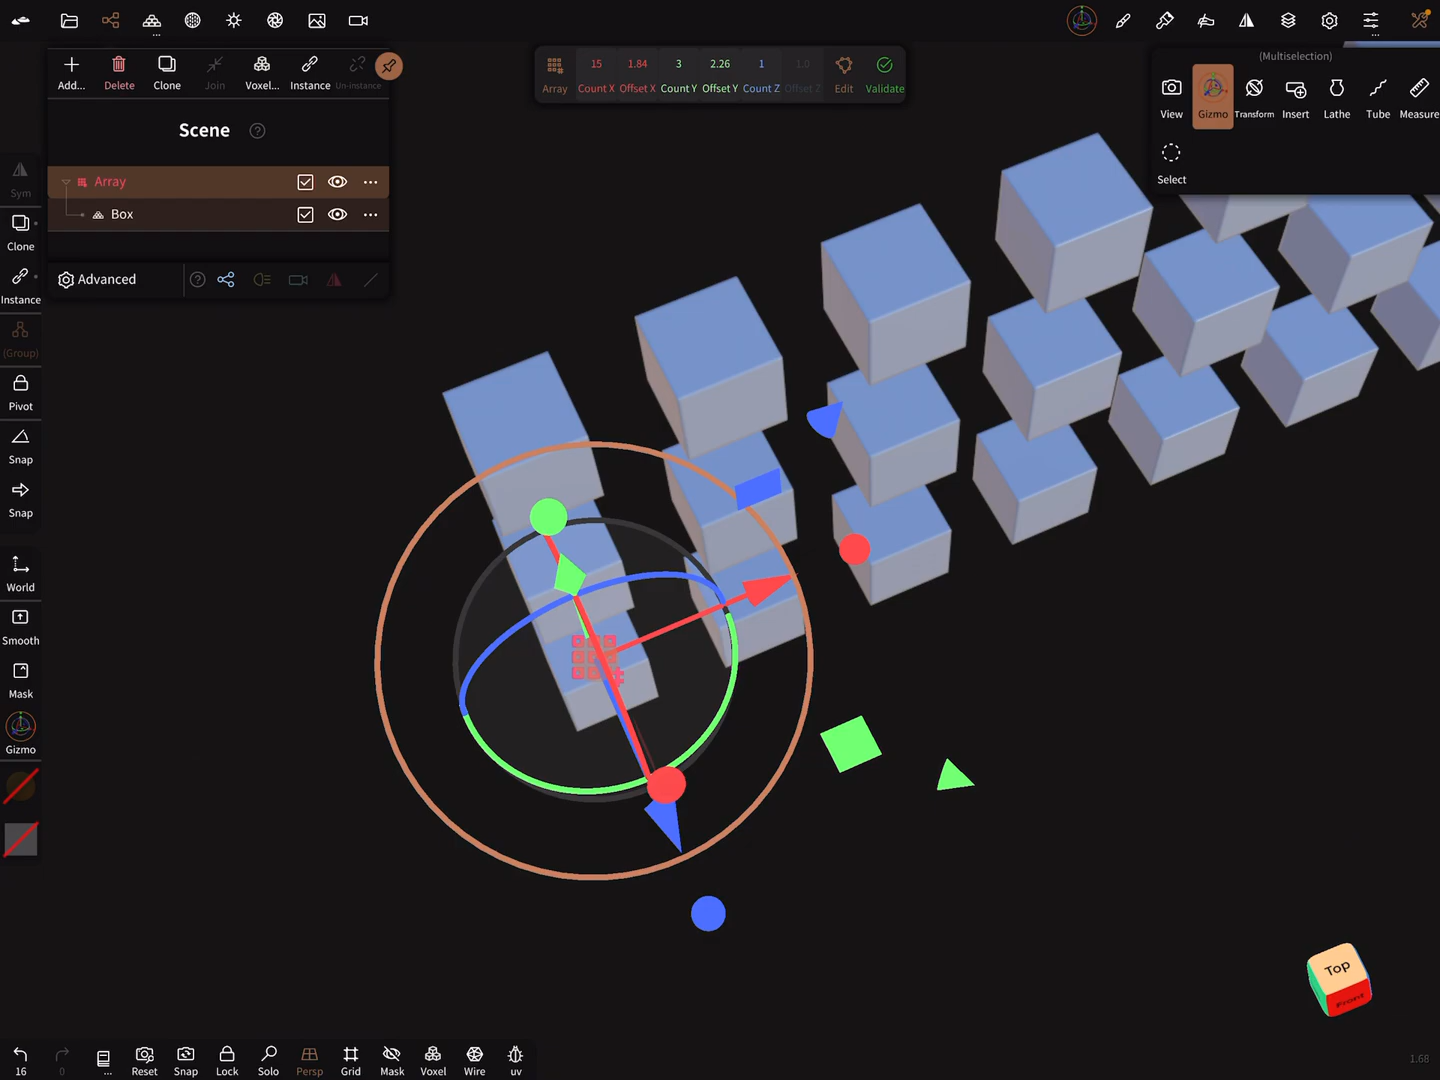 Add...
Delete
Clone
Join
Voxel...
Instance
Un-instance
Scene
?
Array
...
Box
...
Advanced
?
15
1.84
3
2.26
1
1.0
Array
Count X
Offset X
Count Y
Offset Y
Count Z
Offset Z
Edit
Validate
(Multiselection)
View
Gizmo
Transform
Insert
Lathe
Tube
Measure
Select
Sym
Clone
Instance
(Group)
Pivot
Snap
Snap
World
Smooth
Mask
Gizmo
Top
Front
16
0
...
Reset
Snap
Lock
Solo
Persp
Grid
Mask
Voxel
Wire
uv
1.68